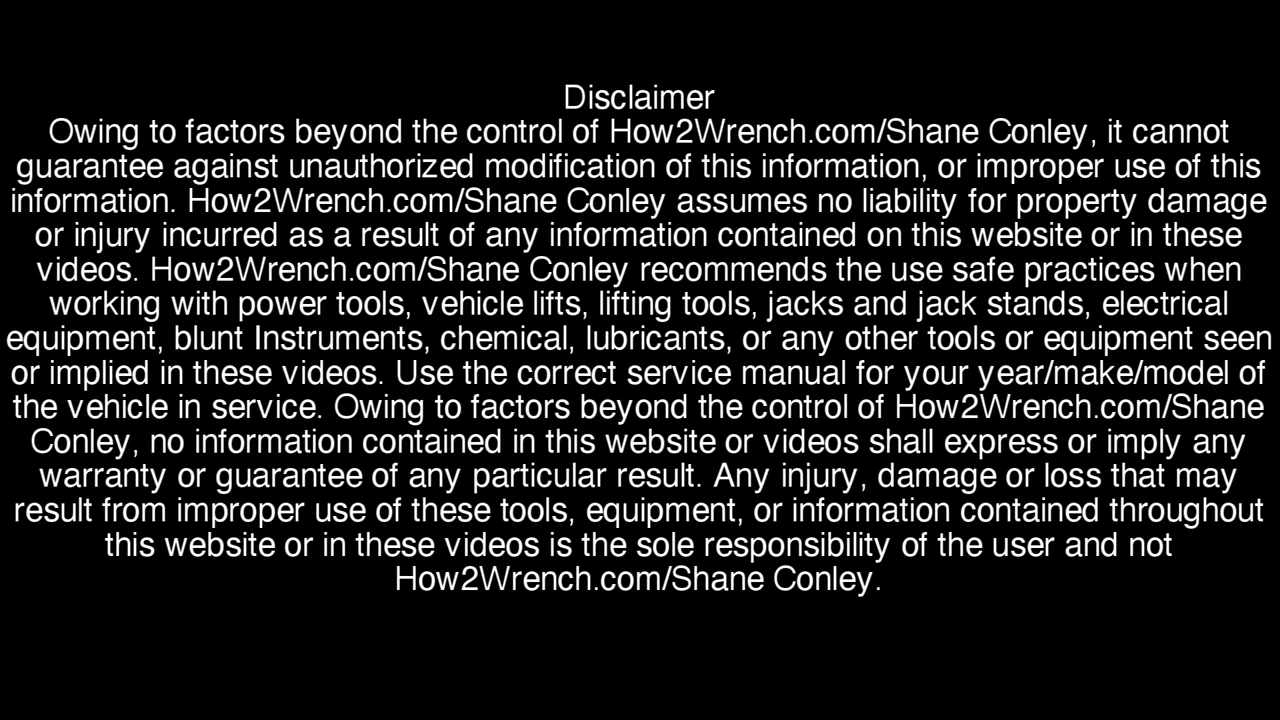 Disclaimer
Owing to factors beyond the control of How2Wrench.com/Shane Conley, it cannot
guarantee against unauthorized modification of this information, or improper use of this
information. How2Wrench.com/Shane Conley assumes no liability for property damage
or injury incurred as a result of any information contained on this website or in these
videos. How2Wrench.com/Shane Conley recommends the use safe practices when
working with power tools, vehicle lifts, lifting tools, jacks and jack stands, electrical
equipment, blunt Instruments, chemical, lubricants, or any other tools or equipment seen
or implied in these videos. Use the correct service manual for your year/make/model of
the vehicle in service. Owing to factors beyond the control of How2Wrench.com/Shane
Conley, no information contained in this website or videos shall express or imply any
warranty or guarantee of any particular result. Any injury, damage or loss that may
result from improper use of these tools, equipment, or information contained throughout
this website or in these videos is the sole responsibility of the user and not
How2Wrench.com/Shane Conley.